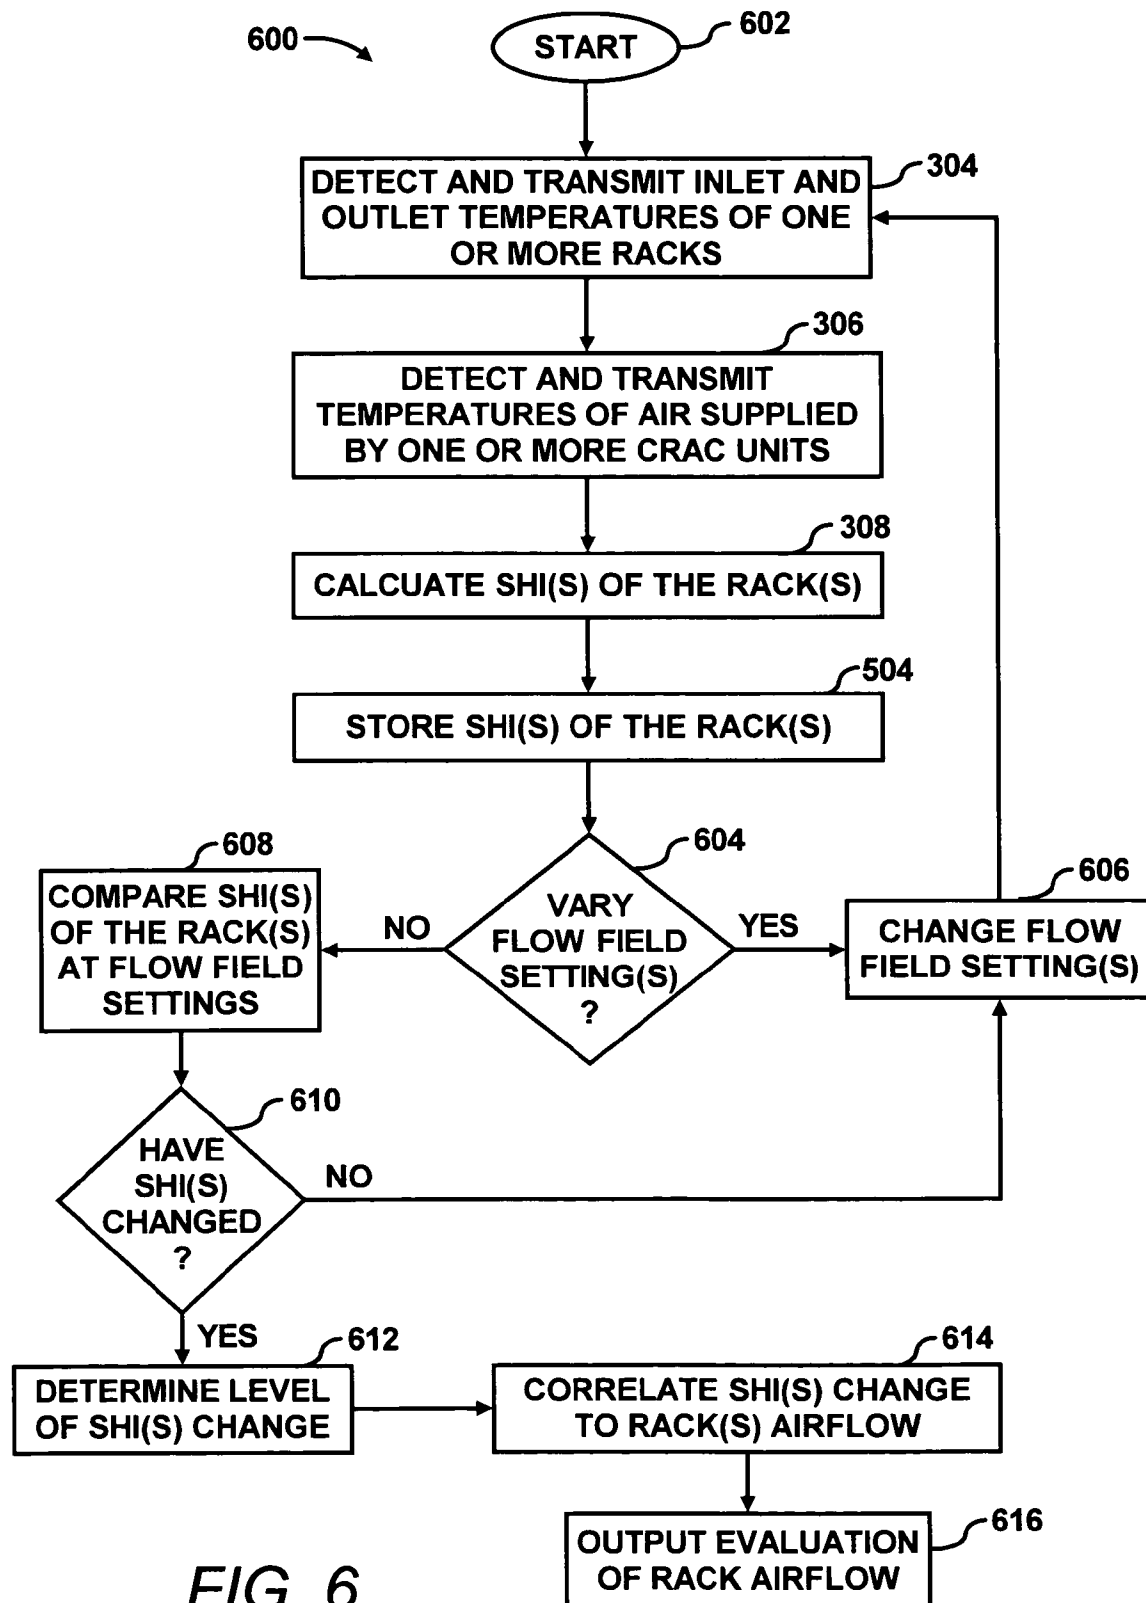 600
START
602
DETECT AND TRANSMIT INLET AND
OUTLET TEMPERATURES OF ONE
OR MORE RACKS
304
DETECT AND TRANSMIT
TEMPERATURES OF AIR SUPPLIED
BY ONE OR MORE CRAC UNITS
306
CALCUATE SHI(S) OF THE RACK(S)
308
STORE SHI(S) OF THE RACK(S)
504
VARY
FLOW FIELD
SETTING(S)
?
604
NO
YES
CHANGE FLOW
FIELD SETTING(S)
606
COMPARE SHI(S)
OF THE RACK(S)
AT FLOW FIELD
SETTINGS
608
HAVE
SHI(S)
CHANGED
?
610
NO
YES
DETERMINE LEVEL
OF SHI(S) CHANGE
612
CORRELATE SHI(S) CHANGE
TO RACK(S) AIRFLOW
614
OUTPUT EVALUATION
OF RACK AIRFLOW
616
FIG. 6